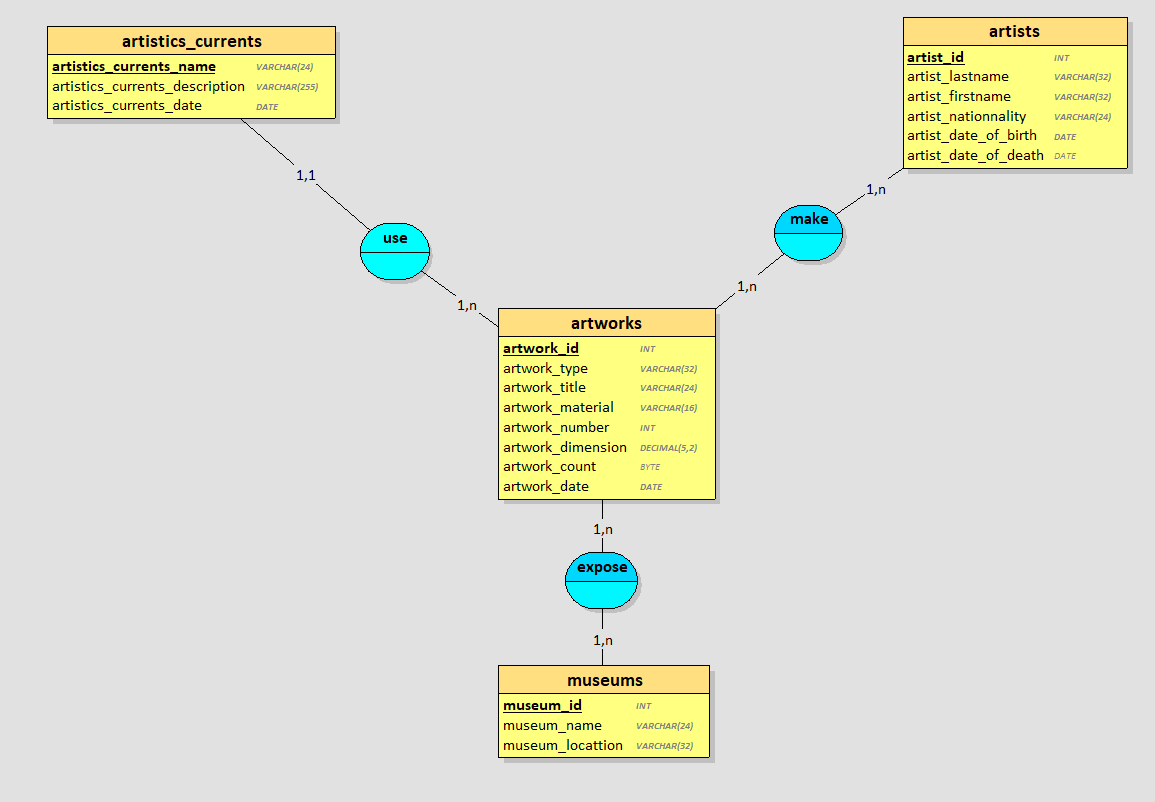 artistics_currents
artistics_currents_name VARCHAR(24)
artistics_currents_description VARCHAR(255)
artistics_currents_date DATE
artists
artist_id INT
artist_lastname VARCHAR(32)
artist_firstname VARCHAR(32)
artist_nationnality VARCHAR(24)
artist_date_of_birth DATE
artist_date_of_death DATE
1,1
1,n
use
make
1,n
1,n
artworks
artwork_id INT
artwork_type VARCHAR(32)
artwork_title VARCHAR(24)
artwork_material VARCHAR(16)
artwork_number INT
artwork_dimension DECIMAL(5,2)
artwork_count BYTE
artwork_date DATE
1,n
expose
1,n
museums
museum_id INT
museum_name VARCHAR(24)
museum_locattion VARCHAR(32)